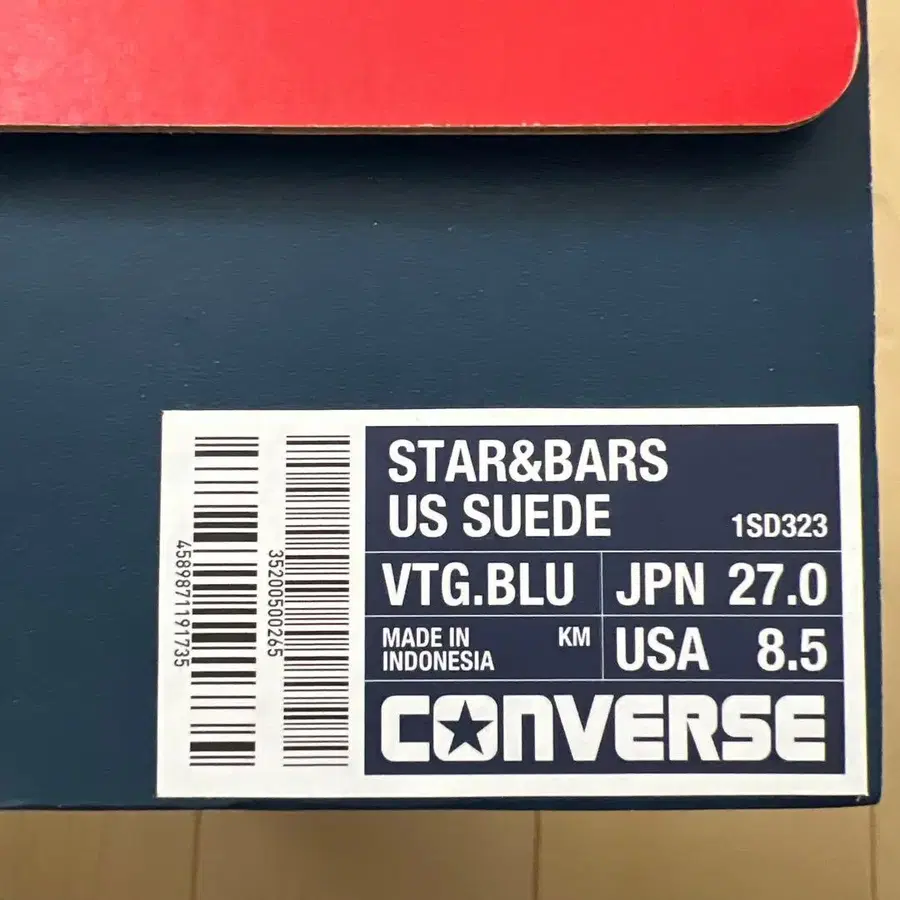 STAR&BARS
US SUEDE
1SD323
VTG.BLU
JPN 27.0
MADE IN
INDONESIA
KM
USA 8.5
CONVERSE
4589871191735
35200500265